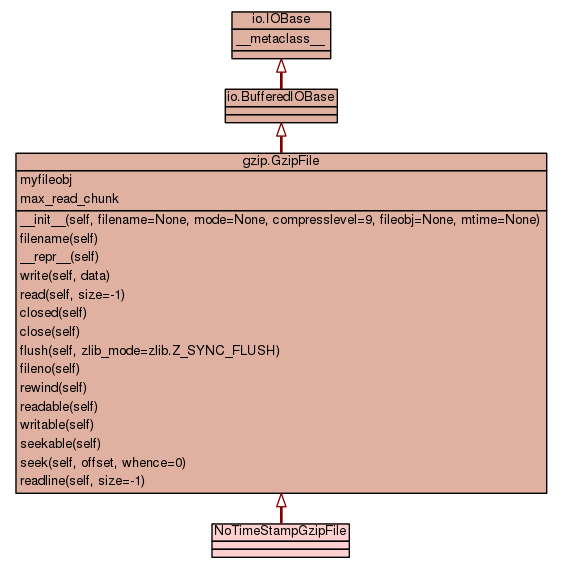 io.IOBase
__metaclass__
io.BufferedIOBase
gzip.GzipFile
myfileobj
max_read_chunk
__init__(self, filename=None, mode=None, compresslevel=9, fileobj=None, mtime=None)
filename(self)
__repr__(self)
write(self, data)
read(self, size=-1)
closed(self)
close(self)
flush(self, zlib_mode=zlib.Z_SYNC_FLUSH)
fileno(self)
rewind(self)
readable(self)
writable(self)
seekable(self)
seek(self, offset, whence=0)
readline(self, size=-1)
NoTimeStampGzipFile